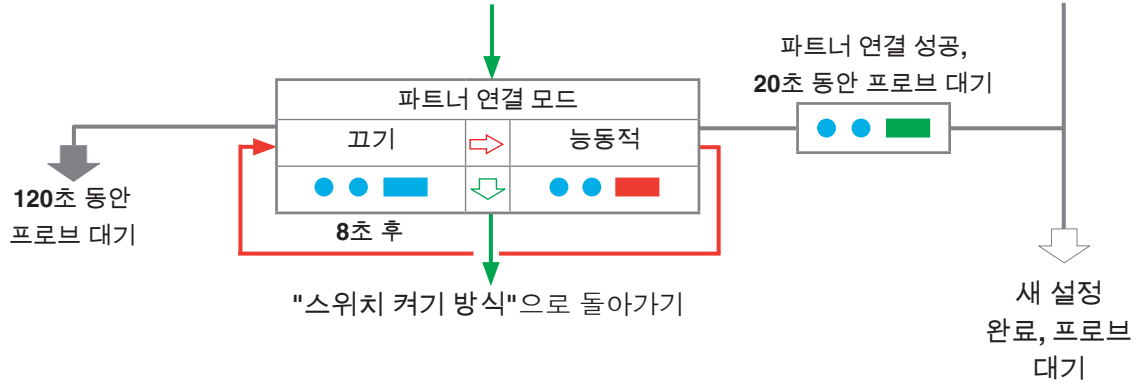 파트너 연결 성공,
20초 동안 프로브 대기
파트너 연결 모드
끄기
능동적
120초 동안
프로브 대기
8초 후
"스위치 켜기 방식"으로 돌아가기
새 설정
완료, 프로브
대기